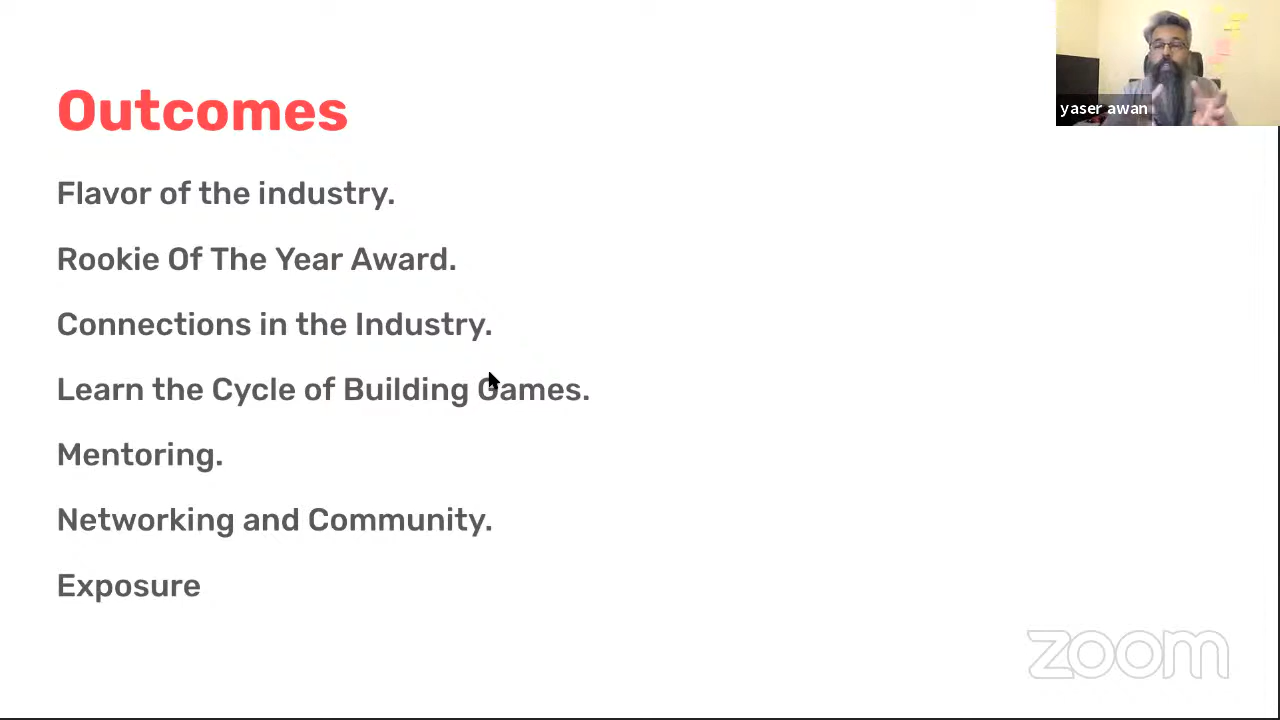 Outcomes
yaser awan
Flavor of the industry.
Rookie Of The Year Award.
Connections in the Industry.
Learn the Cycle of Building Games.
Mentoring.
Networking and Community.
Exposure
zoom